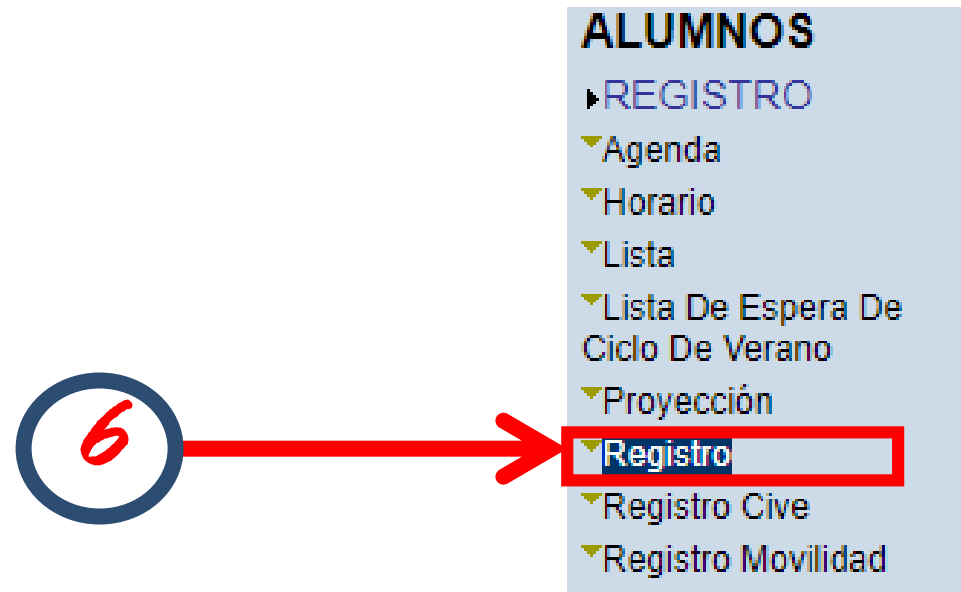 ALUMNOS
REGISTRO
Agenda
Horario
Lista
Lista De Espera De
Ciclo De Verano
Proyección
6
Registro
Registro Cive
Registro Movilidad